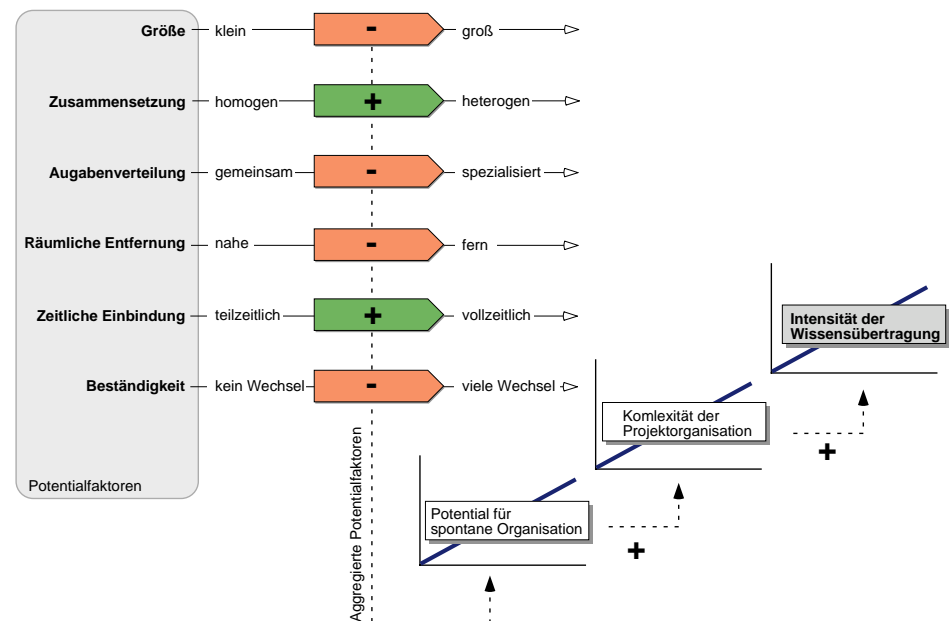 Größe klein - groß
Zusammensetzung homogen + heterogen
Augabenverteilung gemeinsam - spezialisiert
Räumliche Entfernung nahe - fern
Zeitliche Einbindung teilzeitlich + vollzeitlich
Beständigkeit kein Wechsel - viele Wechsel
Potentialfaktoren
Aggregierte Potentialfaktoren
Potential für
spontane Organisation
+
Komlexität der
Projektorganisation
+
Intensität der
Wissensübertragung